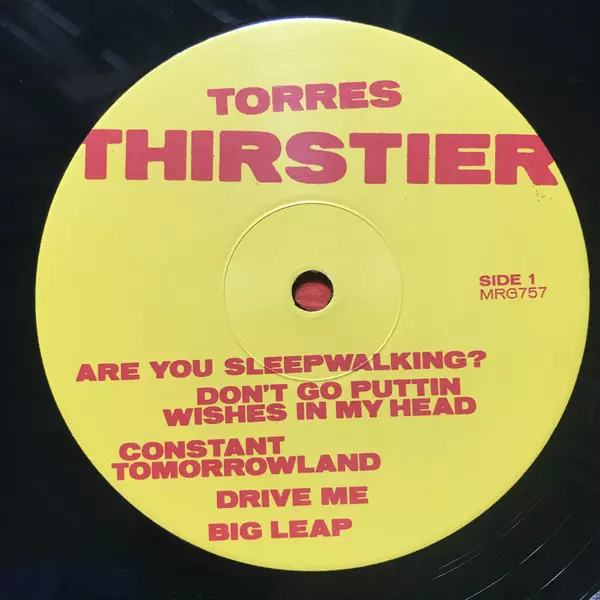 TORRES
THIRSTIER
SIDE 1
MRG757
ARE YOU SLEEPWALKING?
DON'T GO PUTTIN
WISHES IN MY HEAD
CONSTANT
TOMORROWLAND
DRIVE ME
BIG LEAP